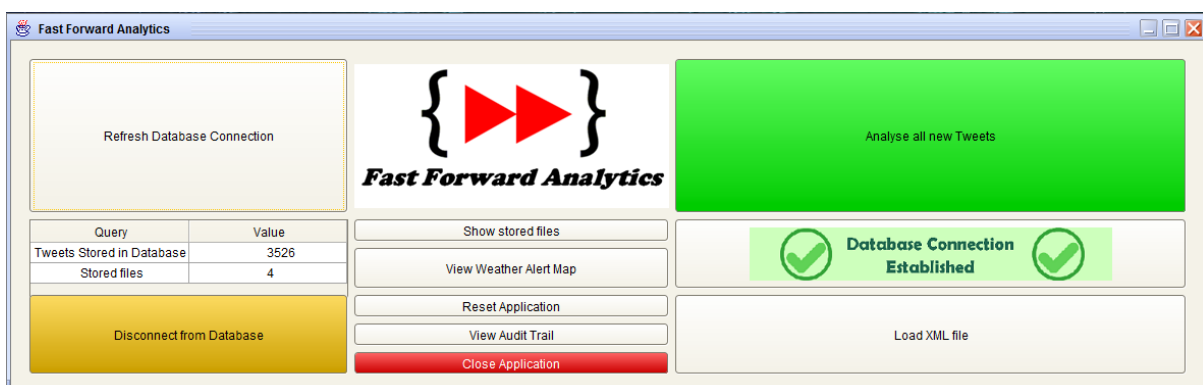 Fast Forward Analytics
Refresh Database Connection
{ }
Fast Forward Analytics
Analyse all new Tweets
Query Value
Tweets Stored in Database 3526
Stored files 4
Show stored files
View Weather Alert Map
Database Connection
Established
Disconnect from Database
Reset Application
View Audit Trail
Close Application
Load XML file